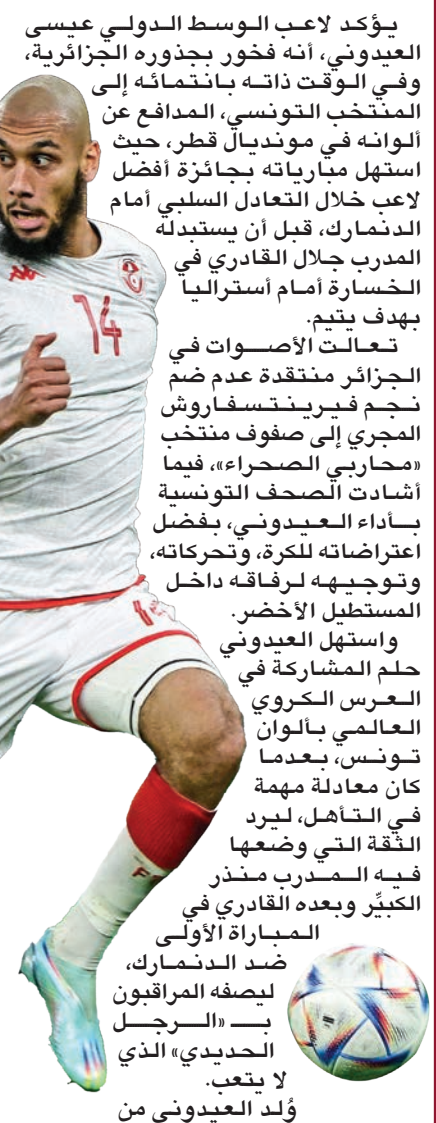 يؤكد لاعب الوسط الدولي عيسى
العيدوني، أنه فخور بجذوره الجزائرية،
وفي الوقت ذاته بانتمائه إلى
المنتخب التونسي، المدافع عن
ألوانه في مونديال قطر، حيث
استهل مبارياته بجائزة أفضل
لاعب خلال التعادل السلبي أمام
الدنمارك، قبل أن يستبدله
المدرب جلال القادري في
الخسارة أمام أستراليا
بهدف يتيم.
تعالت الأصوات في
الجزائر منتقدة عدم ضم
نجم فيرينتسفاروش
المجري إلى صفوف منتخب
«محاربي الصحراء»، فيما
أشادت الصحف التونسية
بأداء العيدوني، بفضل
اعتراضاته للكرة، وتحركاته،
وتوجيهه لرفاقه داخل
المستطيل الأخضر.
واستهل العيدوني
حلم المشاركة في
العرس الكروي
العالمي بألوان
تونس، بعدما
كان معادلة مهمة
في التأهل، ليرد
الثقة التي وضعها
فيه المدرب منذر
الكبيّر وبعده القادري في
المباراة الأولى
ضد الدنمارك،
ليصفه المراقبون
بـ «الرجل
الحديدي» الذي
لا يتعب.
وُلد العيدوني من
14